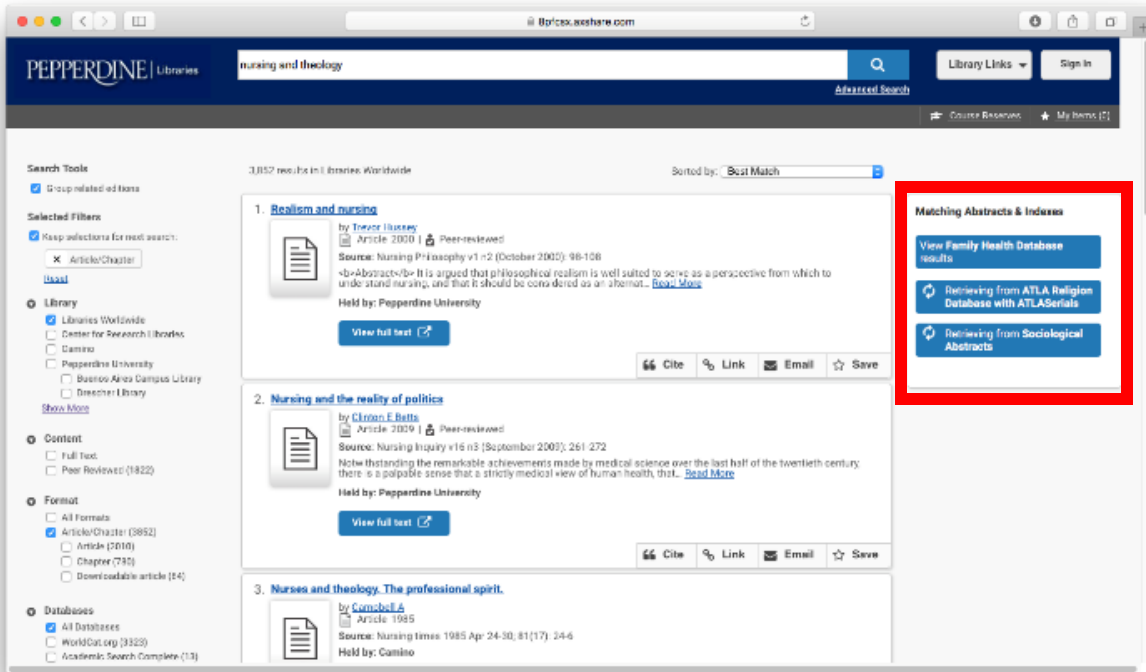 8pfcsx.axshare.com
PEPPERDINE | Libraries
nursing and theology
Library Links
Sign In
Advanced Search
Course Reserves
My Items (0)
Search Tools
Group related editions
Selected Filters
Keep selections for next search:
Article/Chapter
Reset
Library
Libraries Worldwide
Center for Research Libraries
Camino
Pepperdine University
Buenos Aires Campus Library
Drescher Library
Show More
Content
Full Text
Peer Reviewed (1822)
Format
All Formats
Article/Chapter (3852)
Article (2010)
Chapter (780)
Downloadable article (64)
Databases
All Databases
WorldCat.org (3323)
Academic Search Complete (13)
3,852 results in Libraries Worldwide
Sorted by: Best Match
1. Realism and nursing
by Trevor Hussey
Article 2000 | Peer-reviewed
Source: Nursing Philosophy v1 n2 (October 2000): 98-108
<b>Abstract</b> It is argued that philosophical realism is well suited to serve as a perspective from which to
understand nursing, and that it should be considered as an alternat... Read More
Held by: Pepperdine University
View full text
Cite Link Email Save
2. Nursing and the reality of politics
by Clinton E Betts
Article 2009 | Peer-reviewed
Source: Nursing Inquiry v16 n3 (September 2009): 261-272
Notwithstanding the remarkable achievements made by medical science over the last half of the twentieth century,
there is a palpable sense that a strictly medical view of human health, that... Read More
Held by: Pepperdine University
View full text
Cite Link Email Save
3. Nurses and theology. The professional spirit.
by Campbell A
Article 1985
Source: Nursing times 1985 Apr 24-30; 81(17): 24-6
Held by: Camino
Matching Abstracts & Indexes
View Family Health Database
results
Retrieving from ATLA Religion
Database with ATLASerials
Retrieving from Sociological
Abstracts